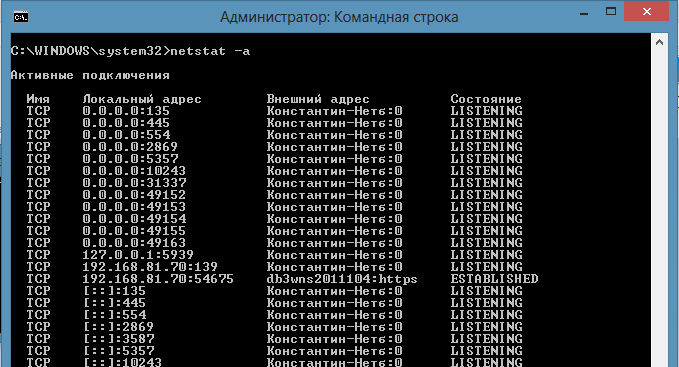 Администратор: Командная строка
C:\WINDOWS\system32>netstat -a
Активные подключения
Имя Локальный адрес Внешний адрес Состояние
TCP 0.0.0.0:135 Константин-Нетб:0 LISTENING
TCP 0.0.0.0:445 Константин-Нетб:0 LISTENING
TCP 0.0.0.0:554 Константин-Нетб:0 LISTENING
TCP 0.0.0.0:2869 Константин-Нетб:0 LISTENING
TCP 0.0.0.0:5357 Константин-Нетб:0 LISTENING
TCP 0.0.0.0:10243 Константин-Нетб:0 LISTENING
TCP 0.0.0.0:31337 Константин-Нетб:0 LISTENING
TCP 0.0.0.0:49152 Константин-Нетб:0 LISTENING
TCP 0.0.0.0:49153 Константин-Нетб:0 LISTENING
TCP 0.0.0.0:49154 Константин-Нетб:0 LISTENING
TCP 0.0.0.0:49155 Константин-Нетб:0 LISTENING
TCP 0.0.0.0:49163 Константин-Нетб:0 LISTENING
TCP 127.0.0.1:5939 Константин-Нетб:0 LISTENING
TCP 192.168.81.70:139 Константин-Нетб:0 LISTENING
TCP 192.168.81.70:54675 db3wns2011104:https ESTABLISHED
TCP [::]:135 Константин-Нетб:0 LISTENING
TCP [::]:445 Константин-Нетб:0 LISTENING
TCP [::]:554 Константин-Нетб:0 LISTENING
TCP [::]:2869 Константин-Нетб:0 LISTENING
TCP [::]:3587 Константин-Нетб:0 LISTENING
TCP [::]:5357 Константин-Нетб:0 LISTENING
TCP [::]:10243 Константин-Нетб:0 LISTENING